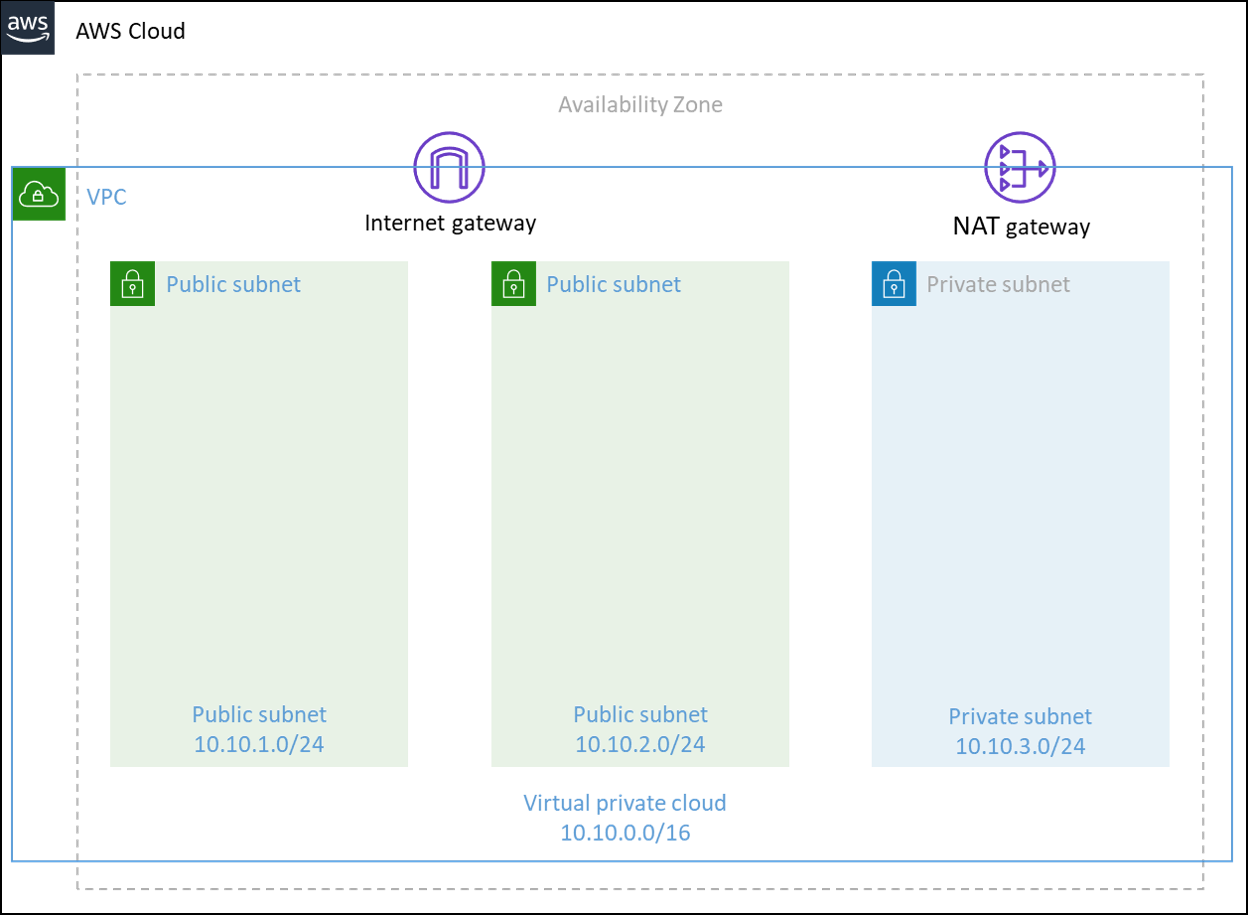 aws
AWS Cloud
Availability Zone
VPC
Internet gateway
NAT gateway
Public subnet
Public subnet
Private subnet
Public subnet
10.10.1.0/24
Public subnet
10.10.2.0/24
Private subnet
10.10.3.0/24
Virtual private cloud
10.10.0.0/16